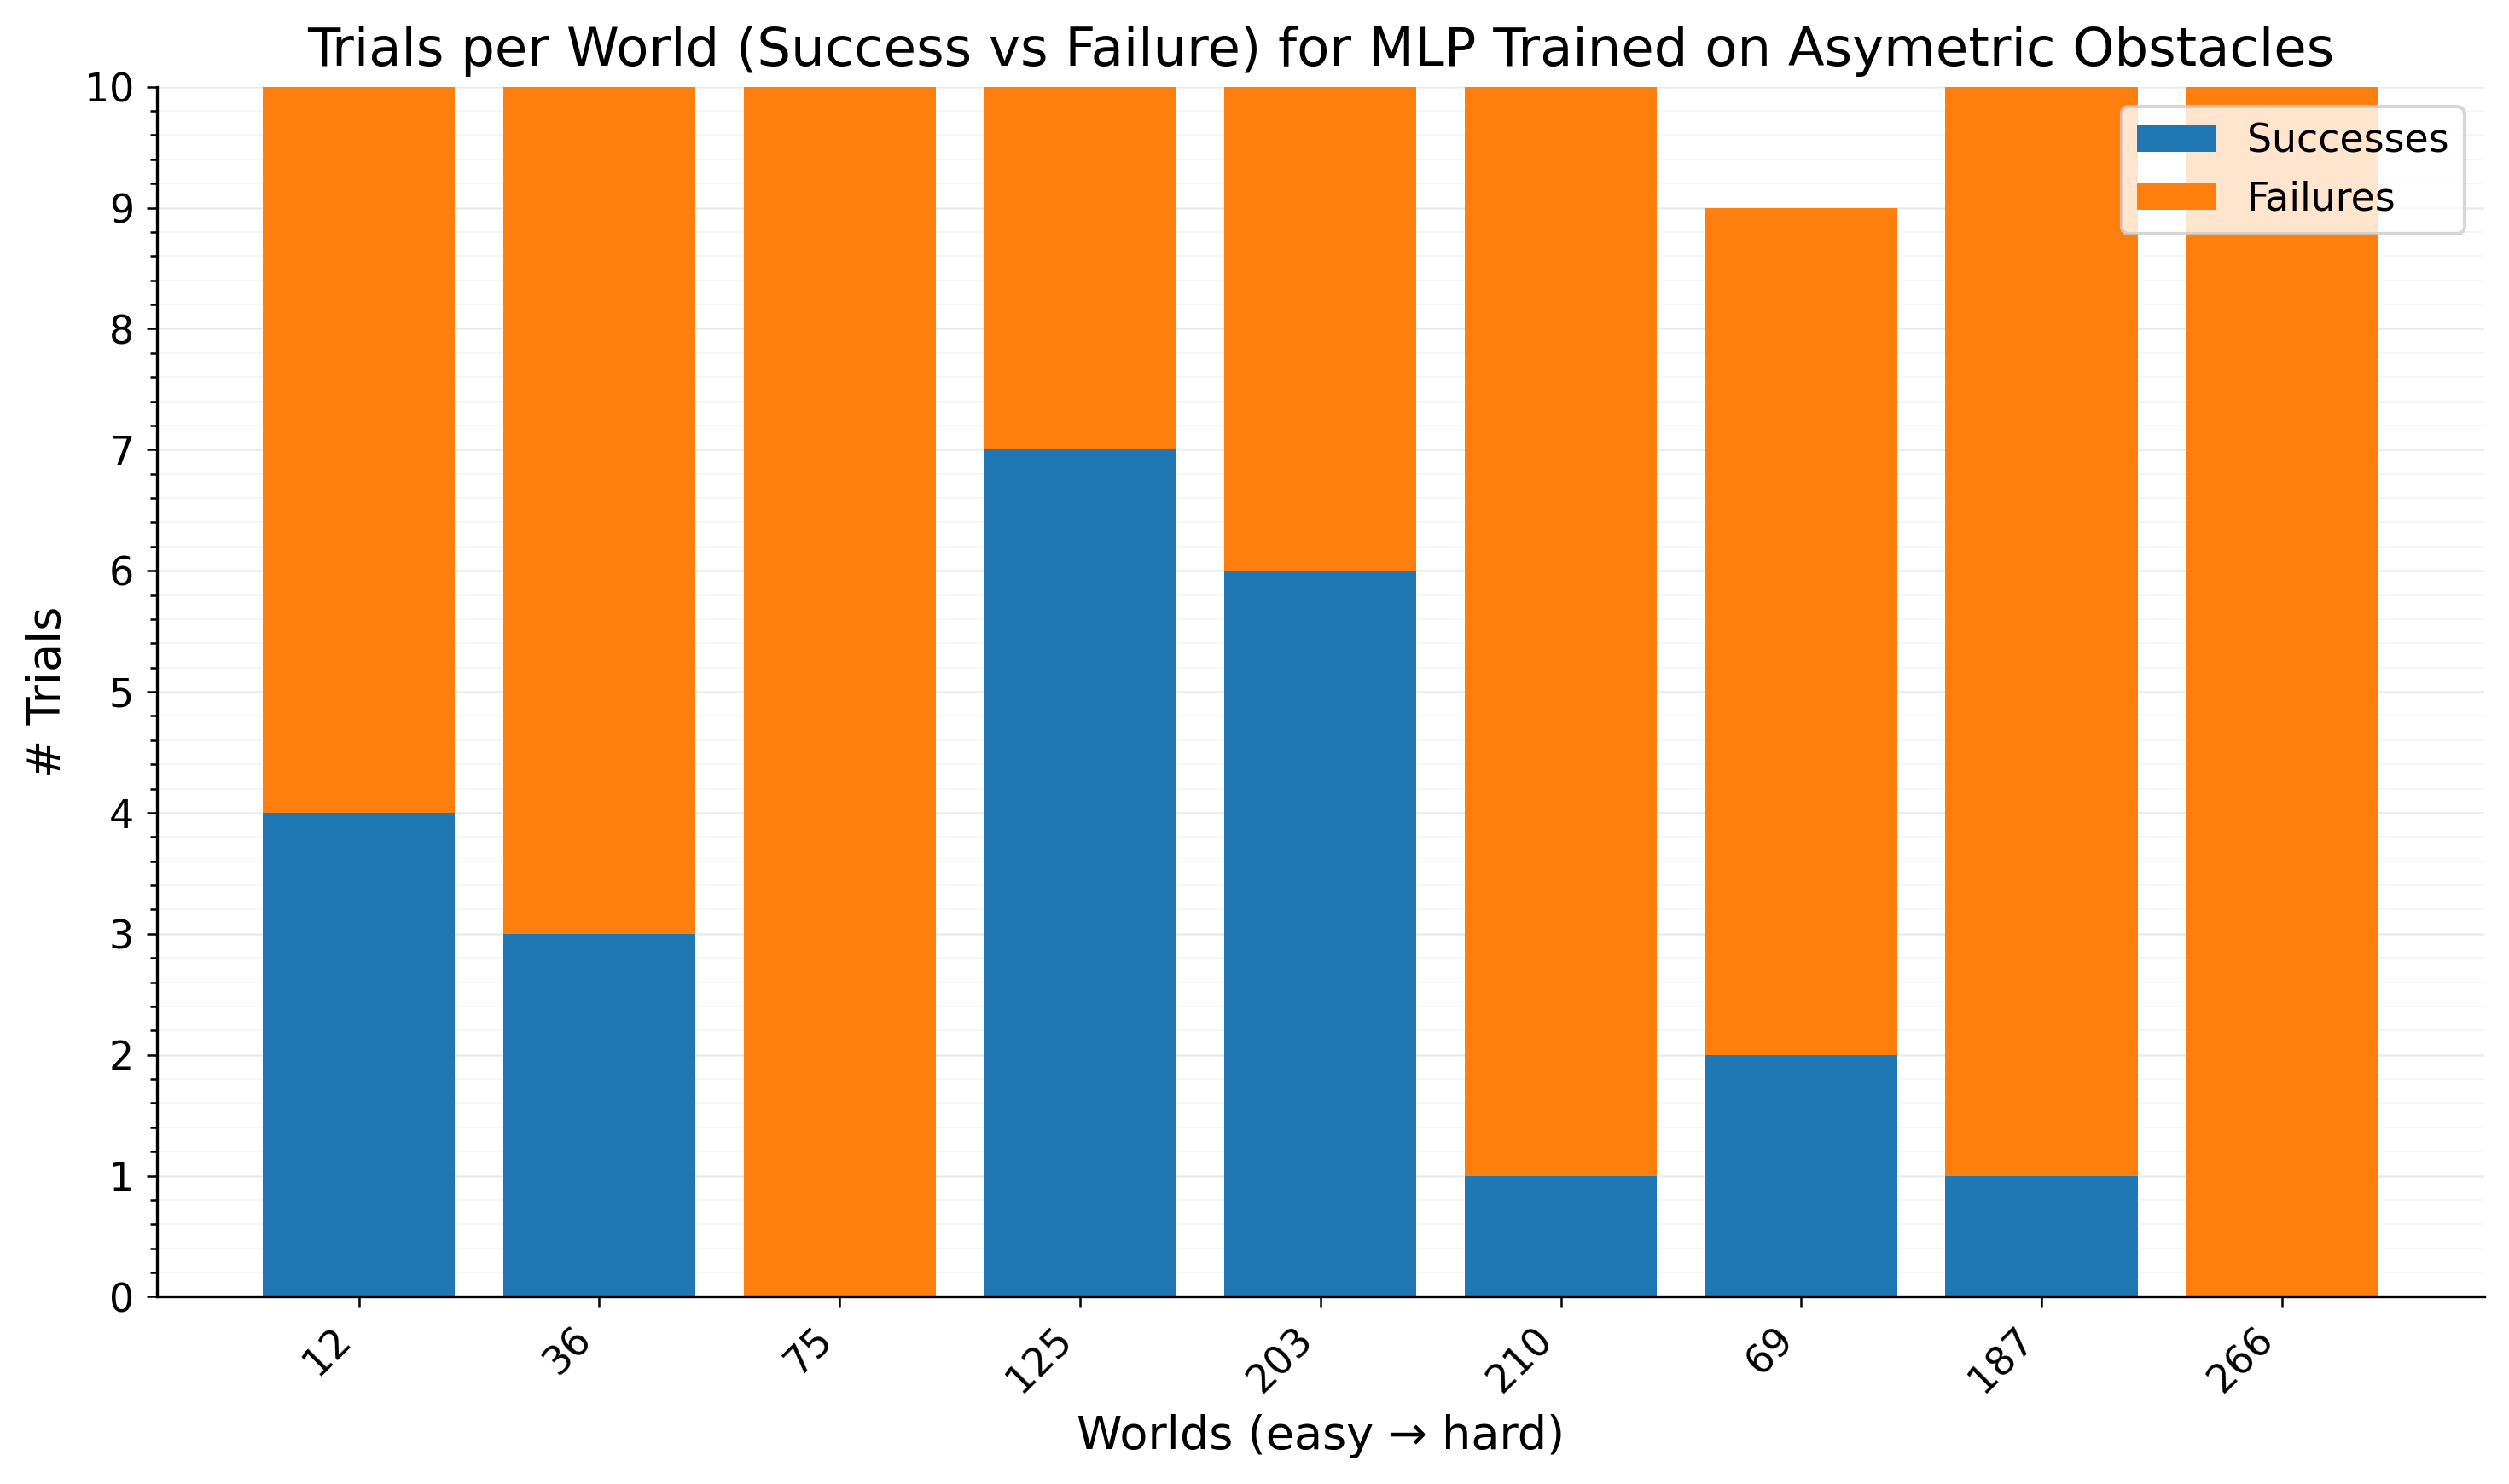 Trials per World (Success vs Failure) for MLP Trained on Asymetric Obstacles
10
9
8
7
6
5
4
3
2
1
0
# Trials
Successes
Failures
12 36 75 125 203 210 69 187 266
Worlds (easy → hard)